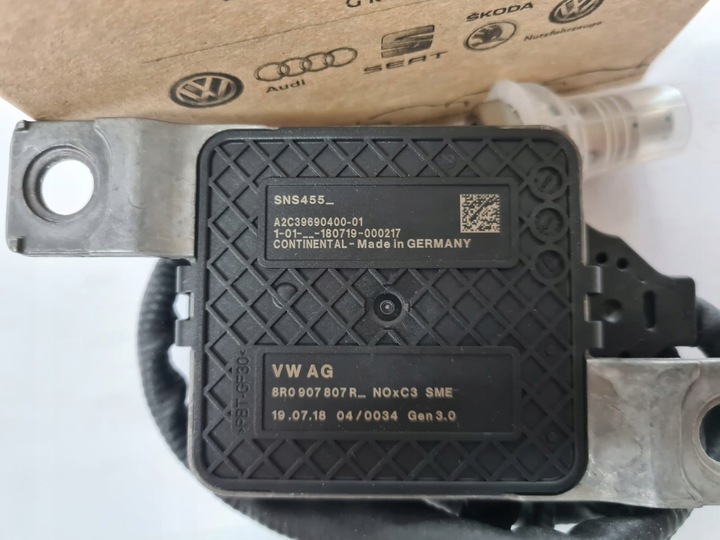 Audi
SEAT
ŠKODA
Nutzfahrzeuge
SNS455_
A2C39690400-01
1-01-__-180719-000217
CONTINENTAL - Made in GERMANY
>PBT-GF30<
VW AG
8R0 907 807 R_ NOxC3 SME
19.07.18 04/0034 Gen 3.0